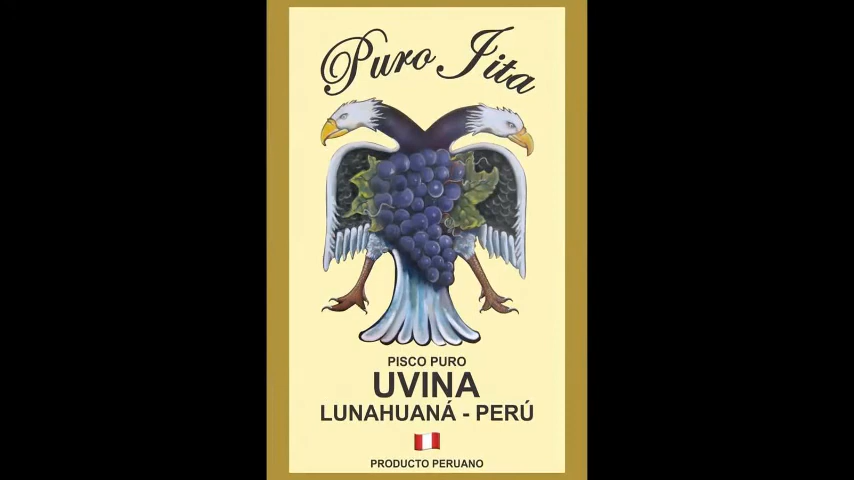 Puro Jita
PISCO PURO
UVINA
LUNAHUANÁ - PERÚ
PRODUCTO PERUANO